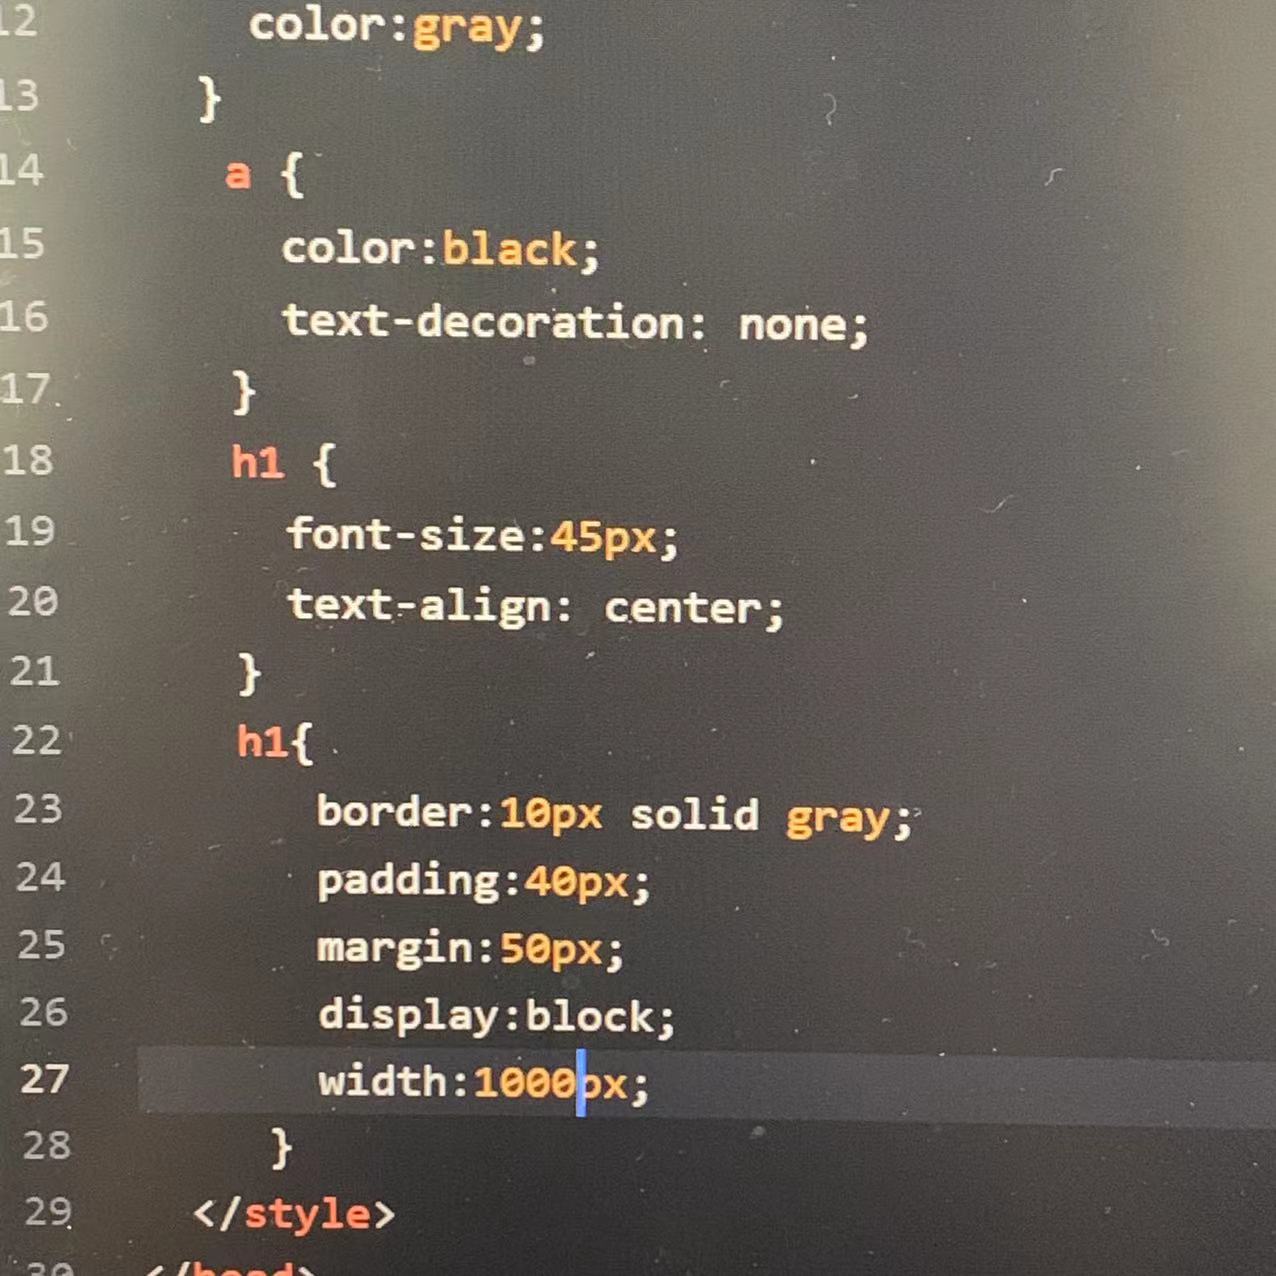 12 color:gray;
13 }
14 a {
15 color:black;
16 text-decoration: none;
17 }
18 h1 {
19 font-size:45px;
20 text-align: center;
21 }
22 h1{
23 border:10px solid gray;
24 padding:40px;
25 margin:50px;
26 display:block;
27 width:1000px;
28 }
29 </style>
30 </head>